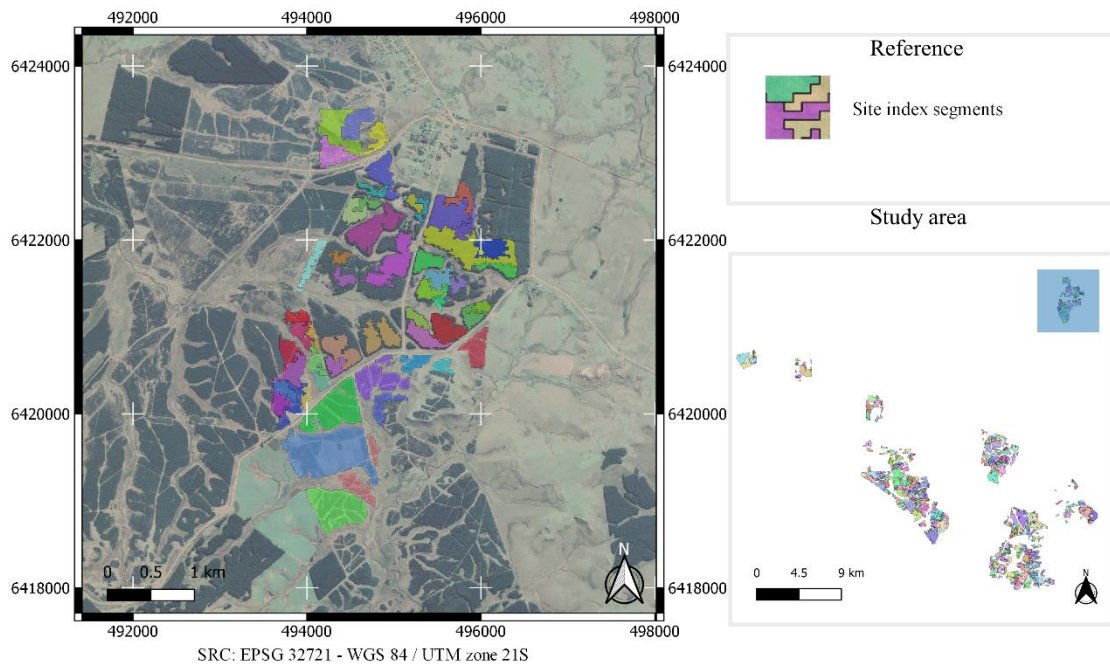 492000 494000 496000 498000
Reference
6424000 6424000
Site index segments
6422000 6422000
Study area
6420000 6420000
N
0 0.5 1 km
N
0 4.5 9 km
6418000 6418000
492000 494000 496000 498000
SRC: EPSG 32721 - WGS 84 / UTM zone 21S